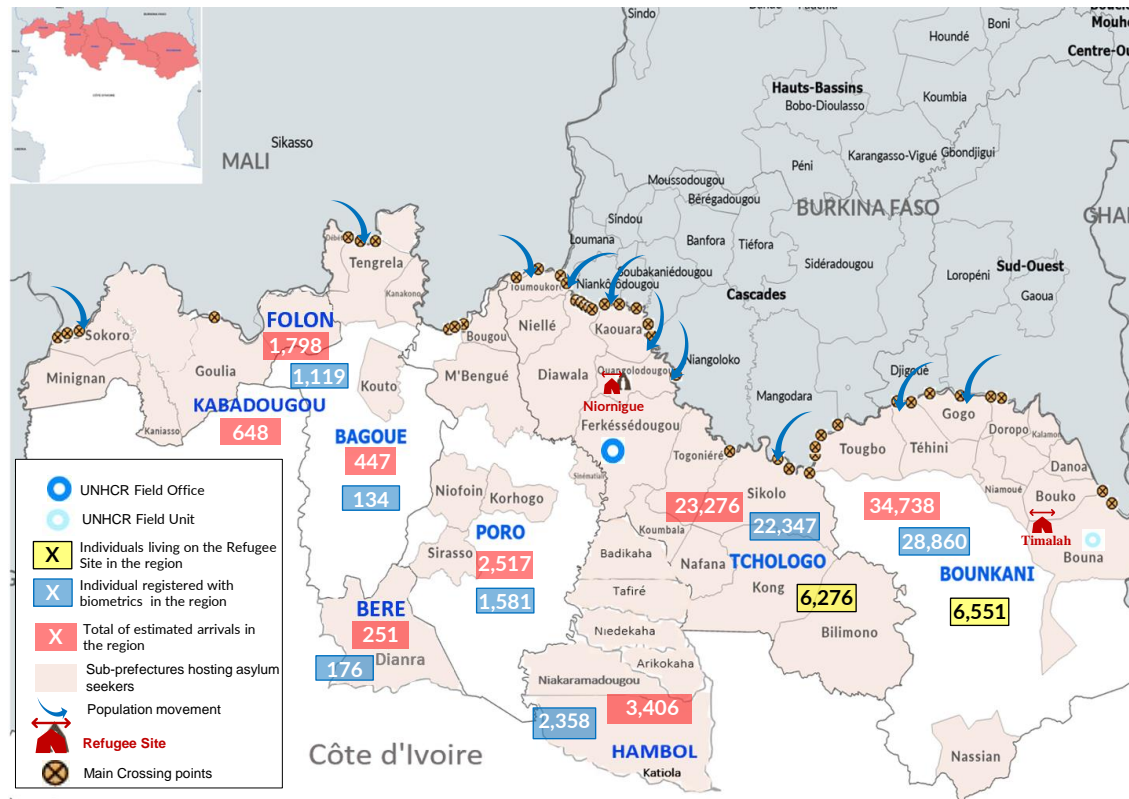 Sindo
Houndé
Boni
Mouh
Centre-Ou
Hauts-Bassins
Bobo-Dioulasso
Koumbia
Sikasso
MALI
Péni
Karangasso-Vigué
Gbondjigui
Moussodougou
Bérégadougou
BURKINA FASO
GHAN
Sindou
Loumana
Banfora
Tiéfora
Soubakaniédougou
Niankorodougou
Sidéradougou
Loropéni
Sud-Ouest
Gaoua
Cascades
CÔTE D'IVOIRE
Tengrela
Kanakono
Toumoukoro
Sokoro
FOLON
1,798
1,119
Niellé
Kaouara
Bougou
Niangoloko
Minignan
Goulia
Kouto
M'Bengué
Diawala
Ouangolodougou
Djigoué
Niornigue
Mangodara
KABADOUGOU
648
Kaniasso
BAGOUE
447
134
Ferkéssédougou
Togoniéré
Gogo
Tougbo
Téhini
Doropo
Kalamon
Danoa
Sinématiali
Niofoin
Korhogo
Sikolo
23,276
22,347
34,738
28,860
Niamoué
Bouko
Timalah
Bouna
PORO
2,517
1,581
Sirasso
Koumbala
Badikaha
Nafana
TCHOLOGO
Kong
6,276
BOUNKANI
6,551
Tafiré
BERE
251
Dianra
176
Bilimono
Niedekaha
Arikokaha
Niakaramadougou
3,406
2,358
HAMBOL
Katiola
Nassian
Côte d'Ivoire
UNHCR Field Office
UNHCR Field Unit
X
Individuals living on the Refugee
Site in the region
X
Individual registered with
biometrics in the region
X
Total of estimated arrivals in
the region
Sub-prefectures hosting asylum
seekers
Population movement
Refugee Site
Main Crossing points